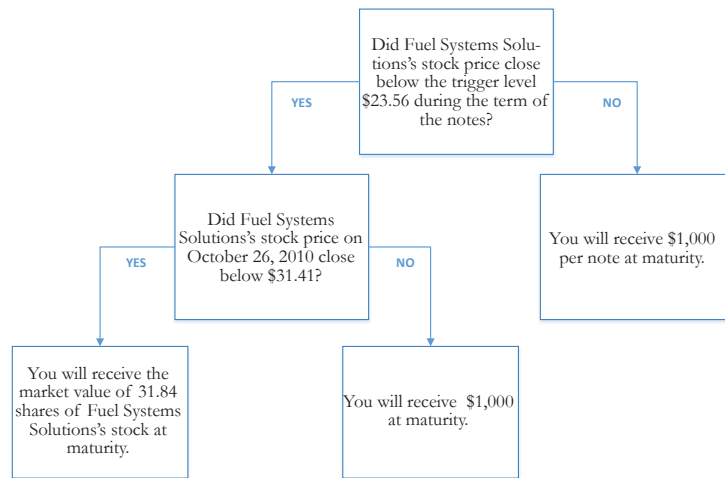 Did Fuel Systems Solu-
tions's stock price close
below the trigger level
$23.56 during the term of
the notes?
YES
NO
Did Fuel Systems
Solutions's stock price on
October 26, 2010 close
below $31.41?
You will receive $1,000
per note at maturity.
YES
NO
You will receive the
market value of 31.84
shares of Fuel Systems
Solutions's stock at
maturity.
You will receive $1,000
at maturity.